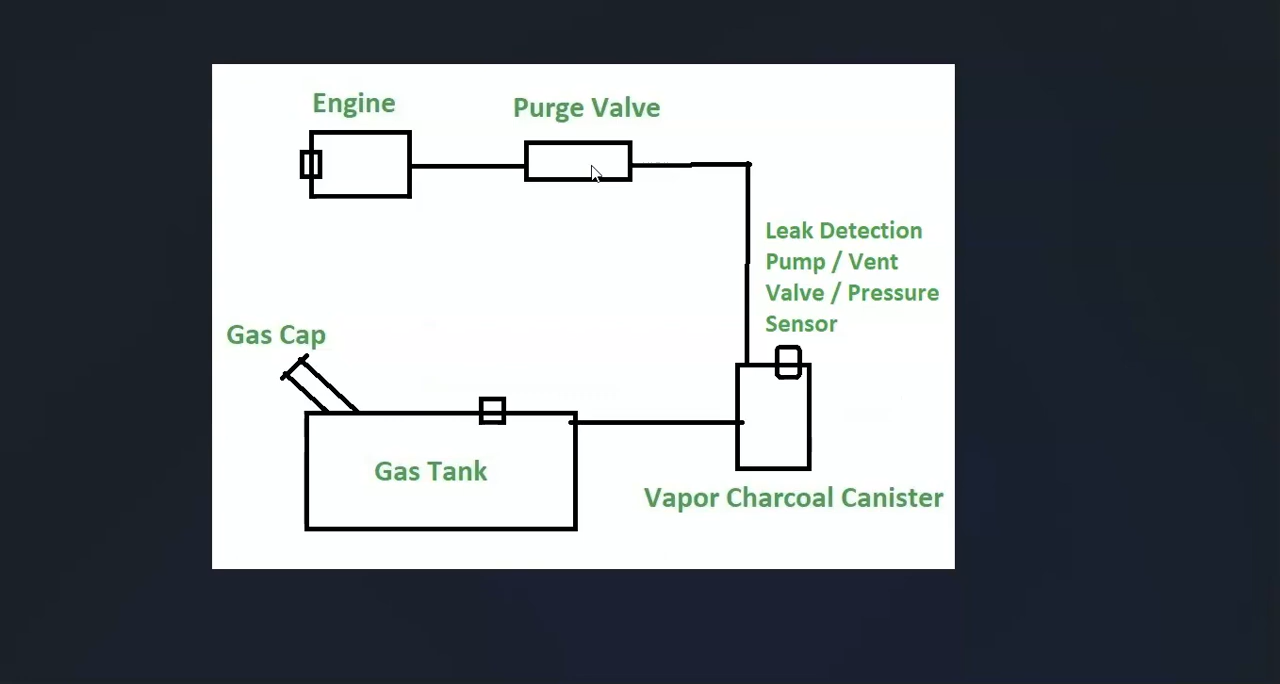 Engine
Purge Valve
Leak Detection
Pump / Vent
Valve / Pressure
Sensor
Gas Cap
Gas Tank
Vapor Charcoal Canister